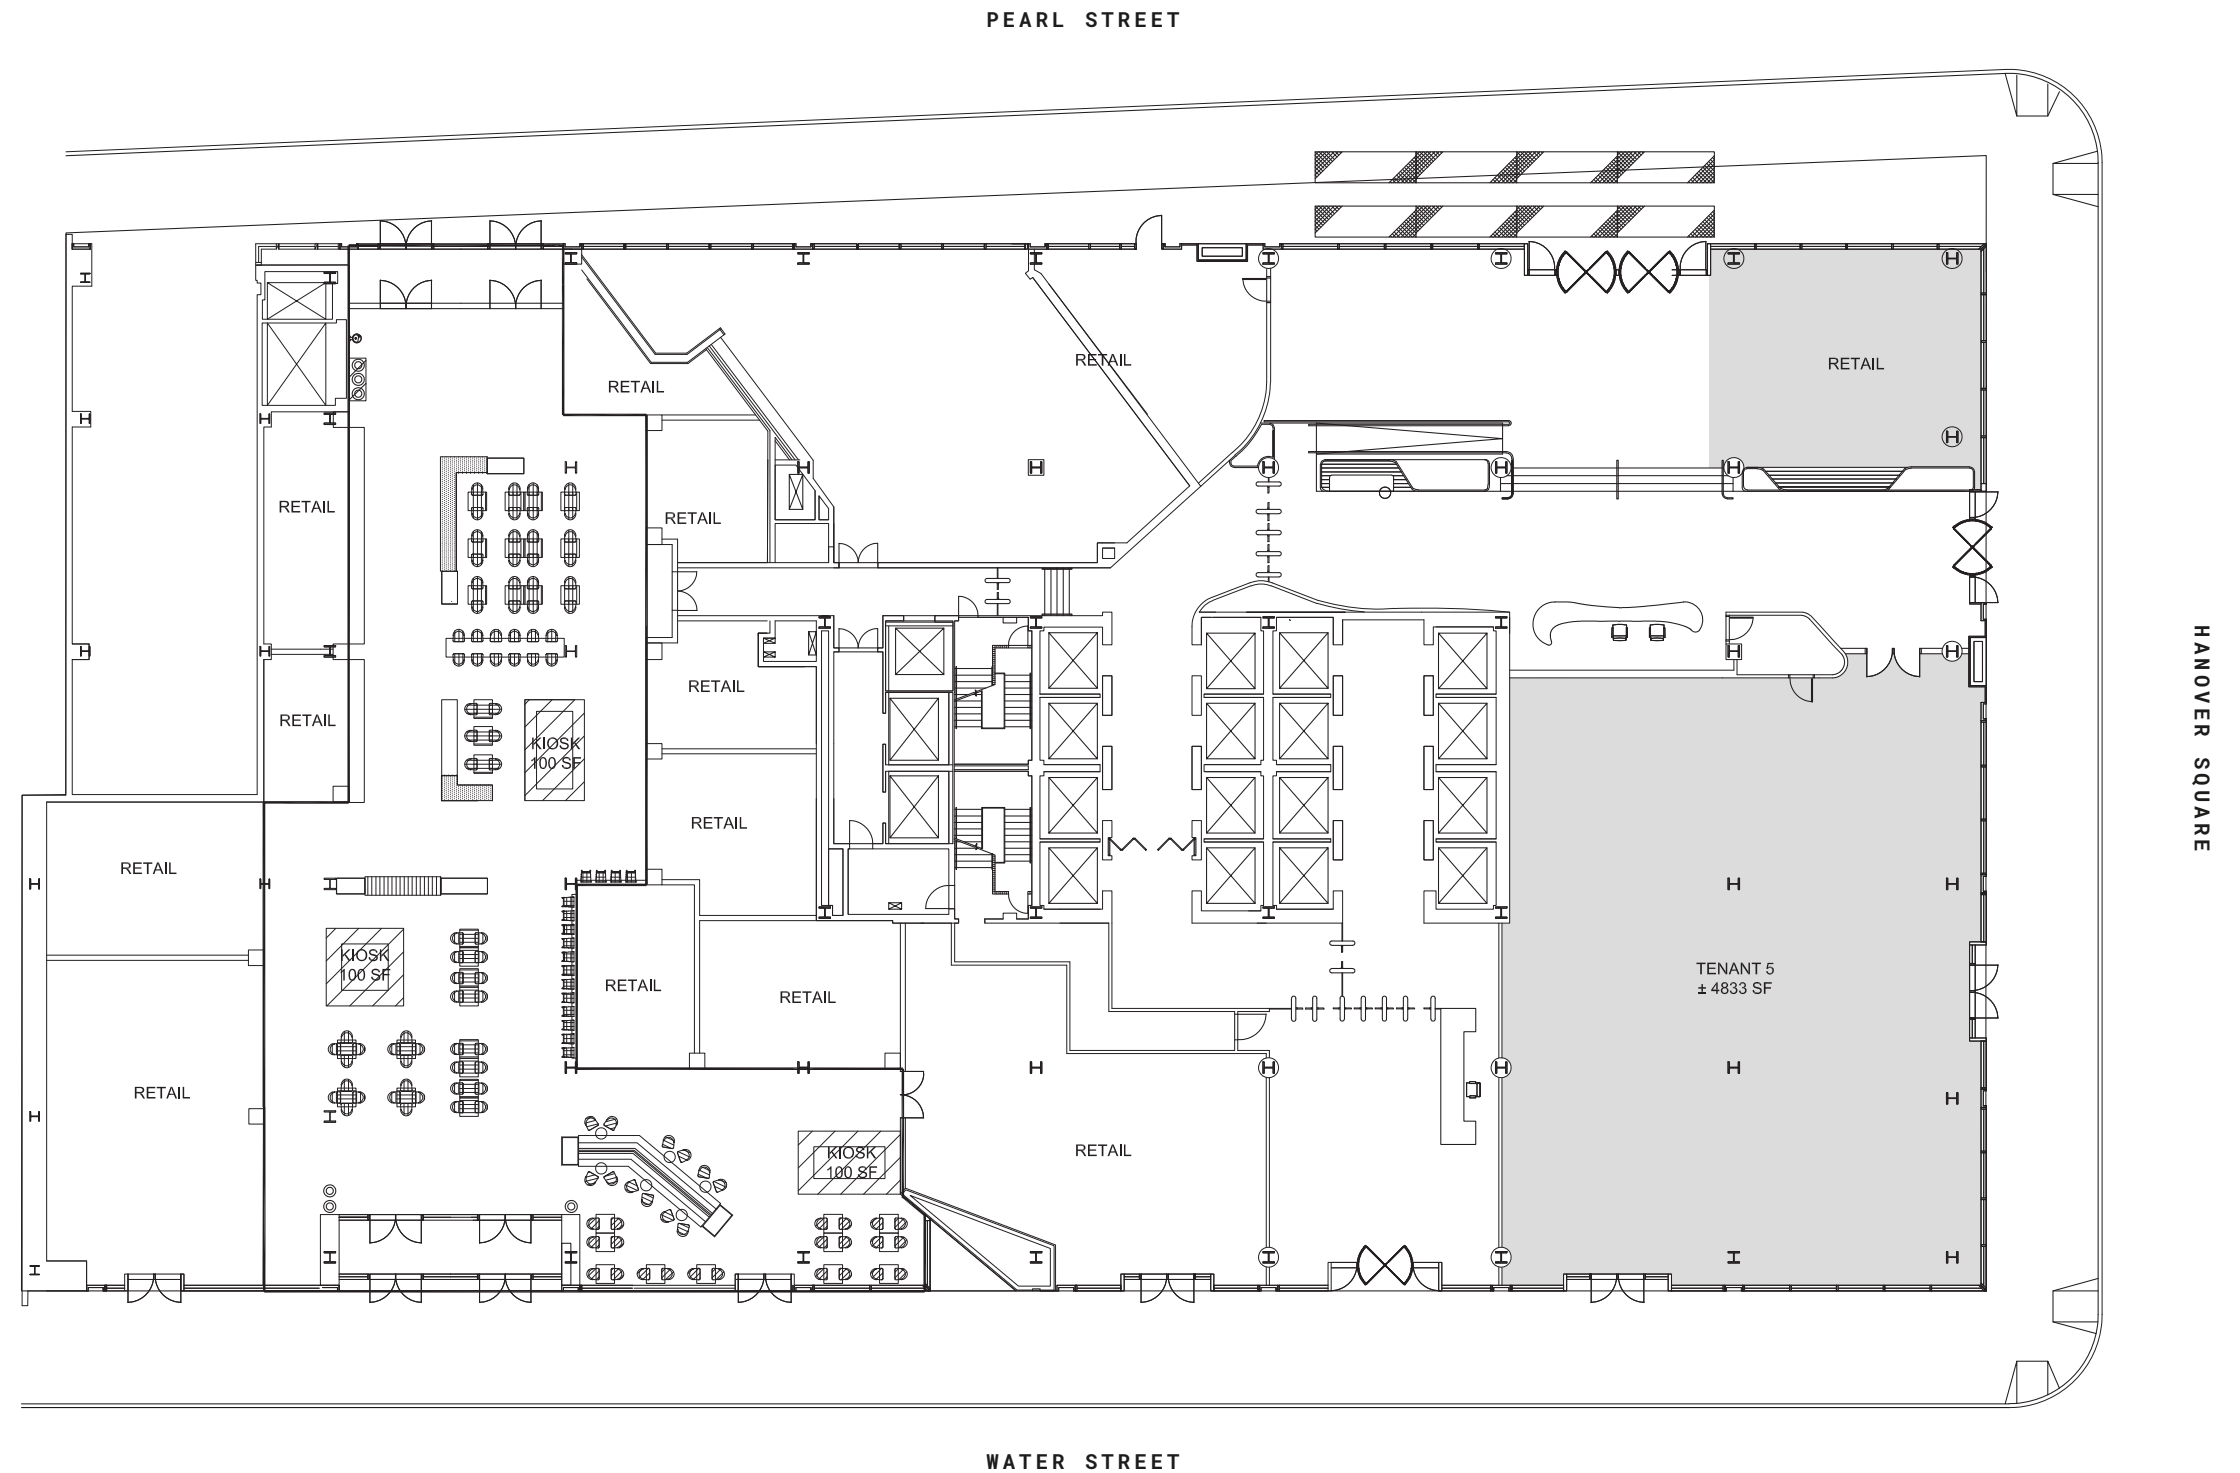 PEARL STREET
RETAIL
RETAIL
RETAIL
RETAIL
RETAIL
RETAIL
RETAIL
KIOSK
100 SF
RETAIL
RETAIL
KIOSK
100 SF
RETAIL
RETAIL
TENANT 5
± 4833 SF
RETAIL
KIOSK
100 SF
RETAIL
HANOVER SQUARE
WATER STREET